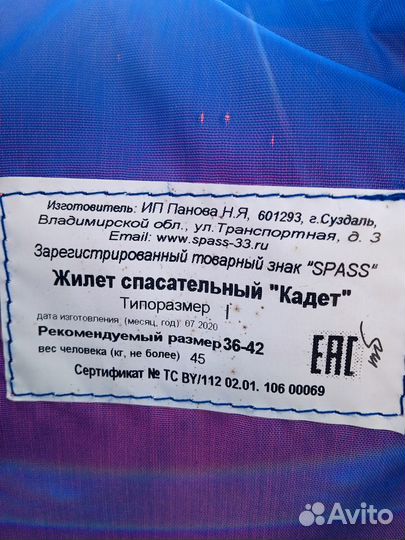 Изготовитель: ИП Панова Н.Я, 601293, г.Суздаль,
Владимирской обл., ул.Транспортная, д. 3
Email: www.spass-33.ru
Зарегистрированный товарный знак "SPASS"
Жилет спасательный "Кадет"
Типоразмер I
дата изготовления (месяц, год) 07 2020
Рекомендуемый размер 36-42
вес человека (кг, не более) 45
EAC
Сертификат № ТС BY/112 02.01. 106 00069
Avito